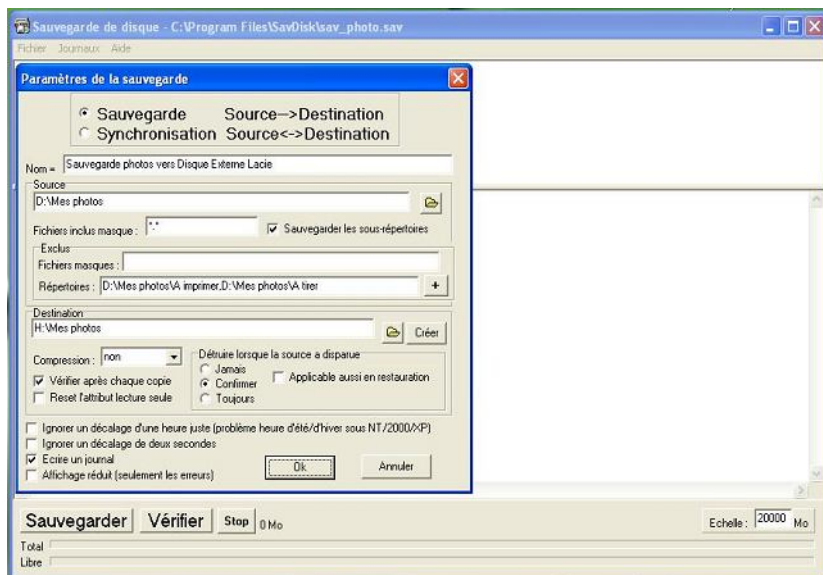 Sauvegarde de disque - C:\Program Files\SavDisk\sav_photo.sav
Fichier Journaux Aide
Paramètres de la sauvegarde
Sauvegarde Source-->Destination
Synchronisation Source<->Destination
Nom = Sauvegarde photos vers Disque Externe Lacie
Source
D:\Mes photos
Fichiers inclus masque : *.* Sauvegarder les sous-répertoires
Exclus
Fichiers masques :
Répertoires : D:\Mes photos\A imprimer,D:\Mes photos\A tirer +
Destination
H:\Mes photos Créer
Compression : non
Détruire lorsque la source a disparue
Jamais
Vérifier après chaque copie Confirmer Applicable aussi en restauration
Reset l'attribut lecture seule Toujours
Ignorer un décalage d'une heure juste (problème heure d'été/d'hiver sous NT/2000/XP)
Ignorer un décalage de deux secondes
Ecrire un journal
Affichage réduit (seulement les erreurs)
Ok Annuler
Sauvegarder Vérifier Stop 0 Mo Echelle : 20000 Mo
Total
Libre